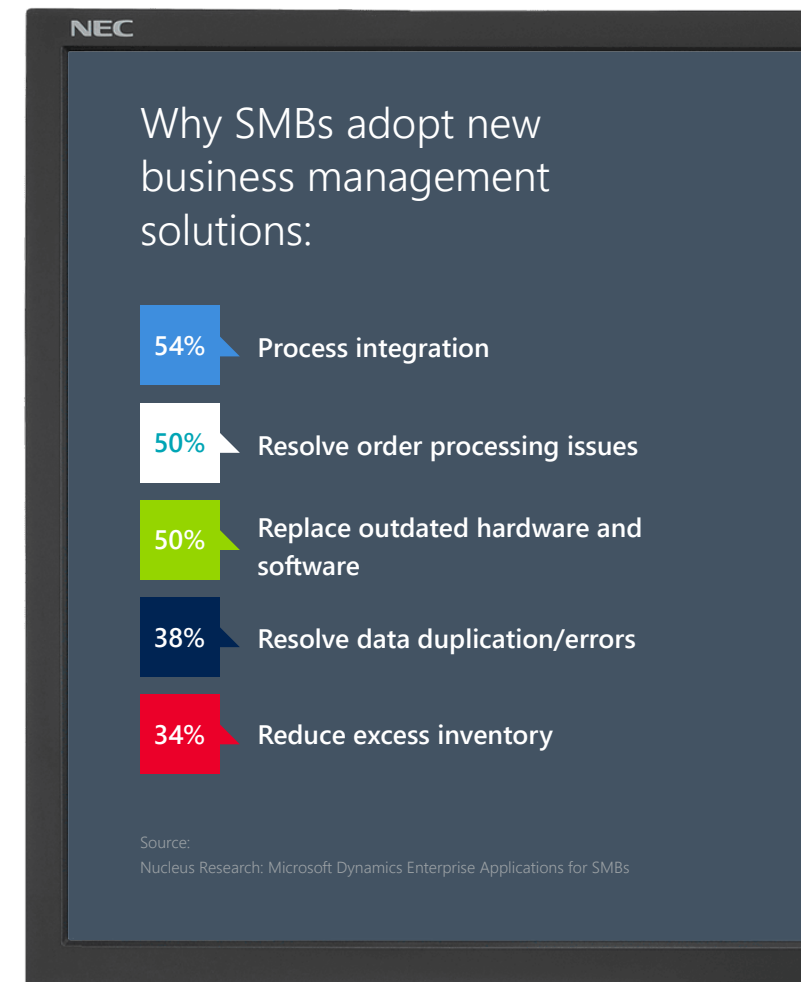 NEC
Why SMBs adopt new
business management
solutions:
54% Process integration
50% Resolve order processing issues
50% Replace outdated hardware and
software
38% Resolve data duplication/errors
34% Reduce excess inventory
Source:
Nucleus Research: Microsoft Dynamics Enterprise Applications for SMBs